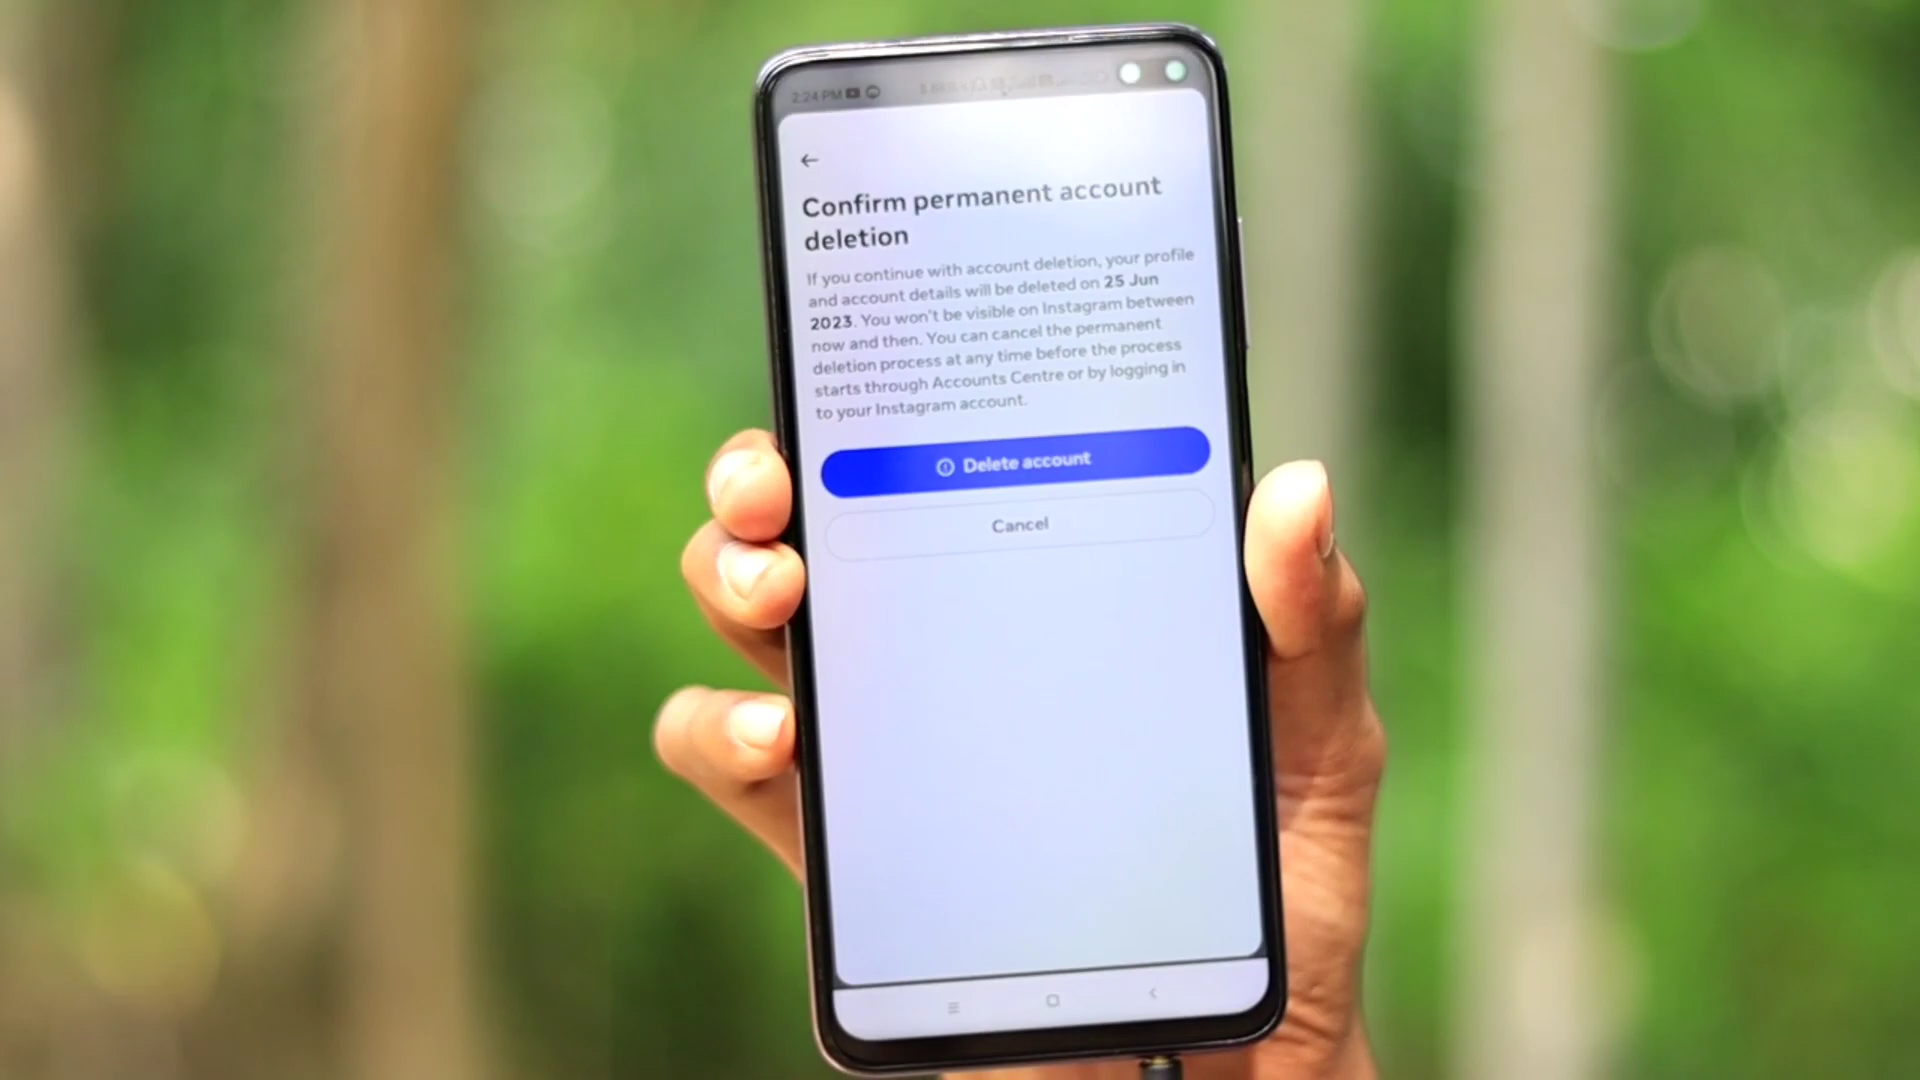 2:24 PM
Confirm permanent account
deletion
If you continue with account deletion, your profile
and account details will be deleted on 25 Jun
2023. You won't be visible on Instagram between
now and then. You can cancel the permanent
deletion process at any time before the process
starts through Accounts Centre or by logging in
to your Instagram account.
Delete account
Cancel